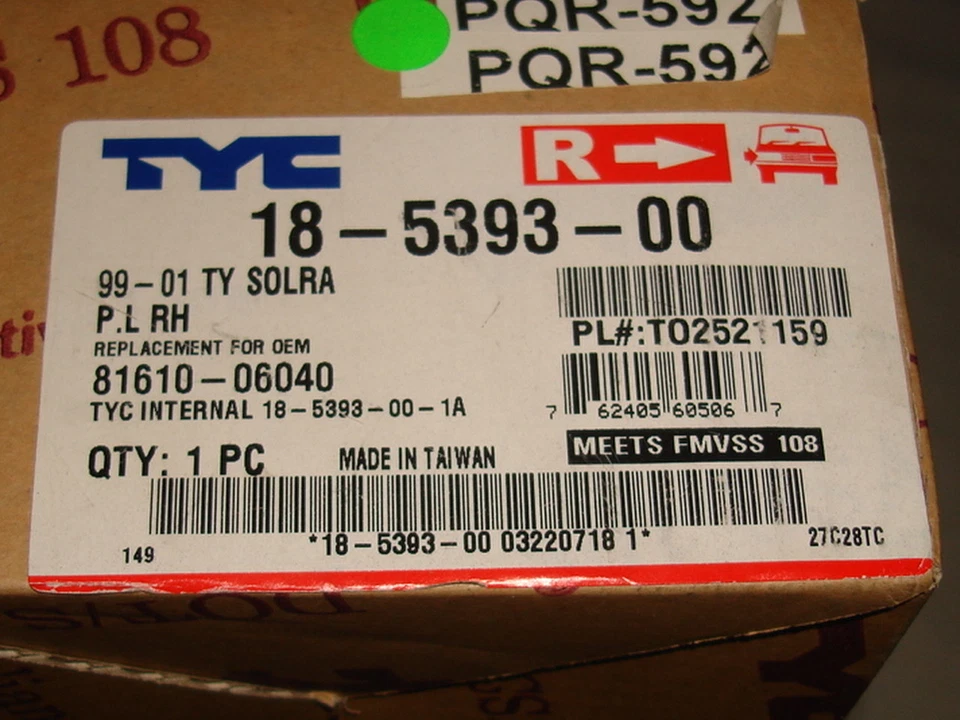 S 108
PQR-592
PQR-592
TYC
R
18-5393-00
99-01 TY SOLRA
P.L RH
REPLACEMENT FOR OEM
81610-06040
TYC INTERNAL 18-5393-00-1A
PL#:TO2521159
7 62405 60506 7
MEETS FMVSS 108
QTY: 1 PC
MADE IN TAIWAN
*18-5393-00 03220718 1*
149
27C28TC
DOT/S